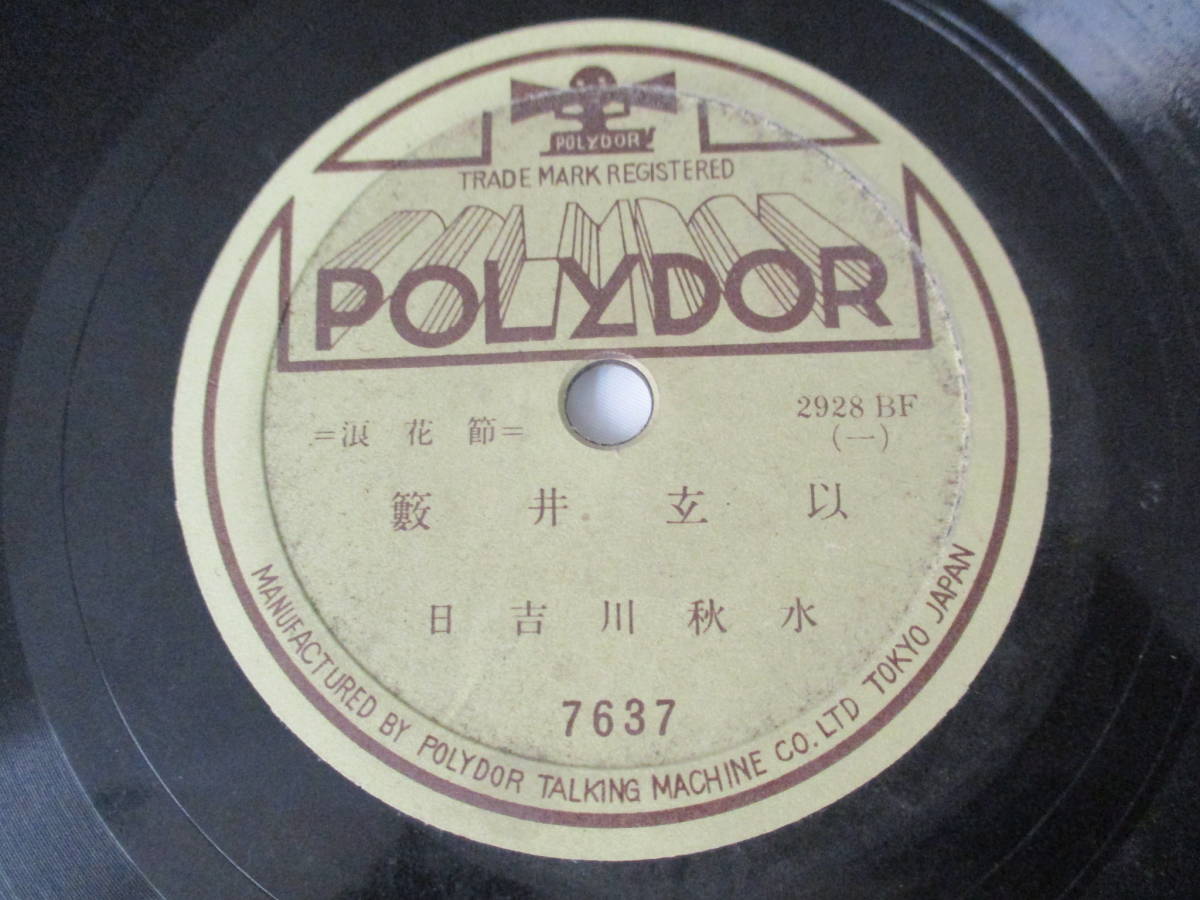 POLYDOR
TRADE MARK REGISTERED
POLYDOR
2928 BF
(一)
=浪花節=
籔井玄以
日吉川秋水
7637
MANUFACTURED BY POLYDOR TALKING MACHINE CO. LTD TOKYO JAPAN